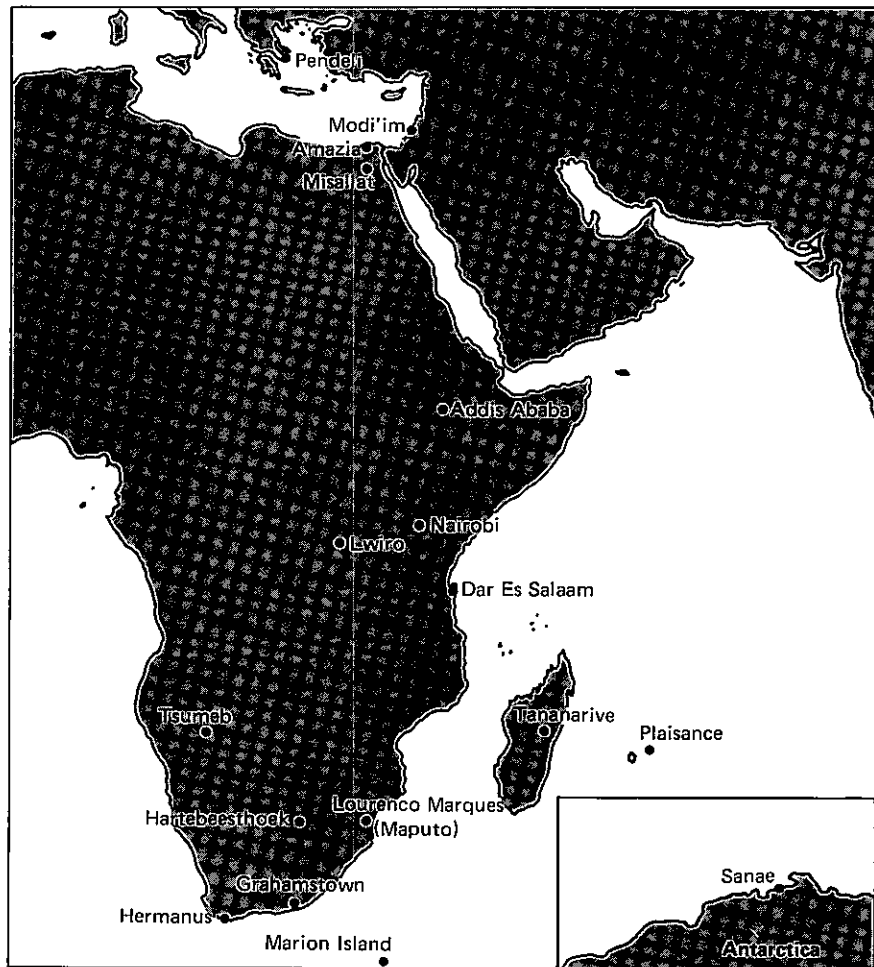 Pendeli
Modi'im
Amazia
Misallat
Addis Ababa
Nairobi
Lwiro
Dar Es Salaam
Tsumeb
Tananarive
Plaisance
Hartebeesthoek
Lourenco Marques
(Maputo)
Grahamstown
Hermanus
Marion Island
Sanae
Antarctica